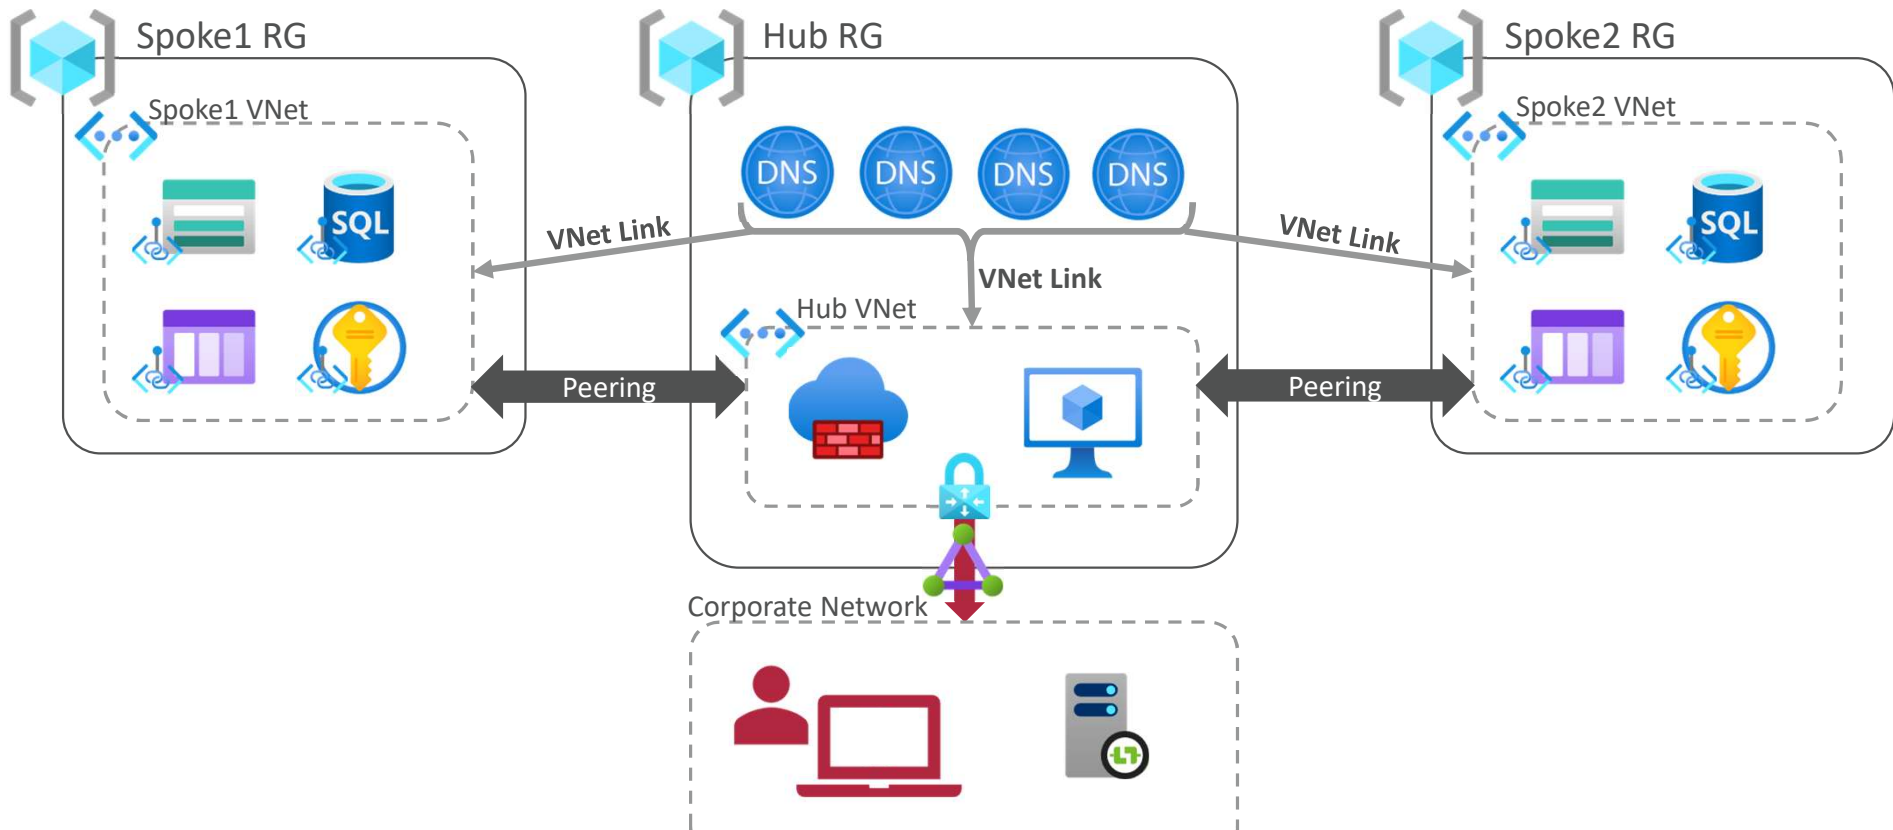 Spoke1 RG
Hub RG
Spoke2 RG
Spoke1 VNet
Spoke2 VNet
DNS
DNS
DNS
DNS
SQL
SQL
VNet Link
VNet Link
VNet Link
Hub VNet
Peering
Peering
Corporate Network